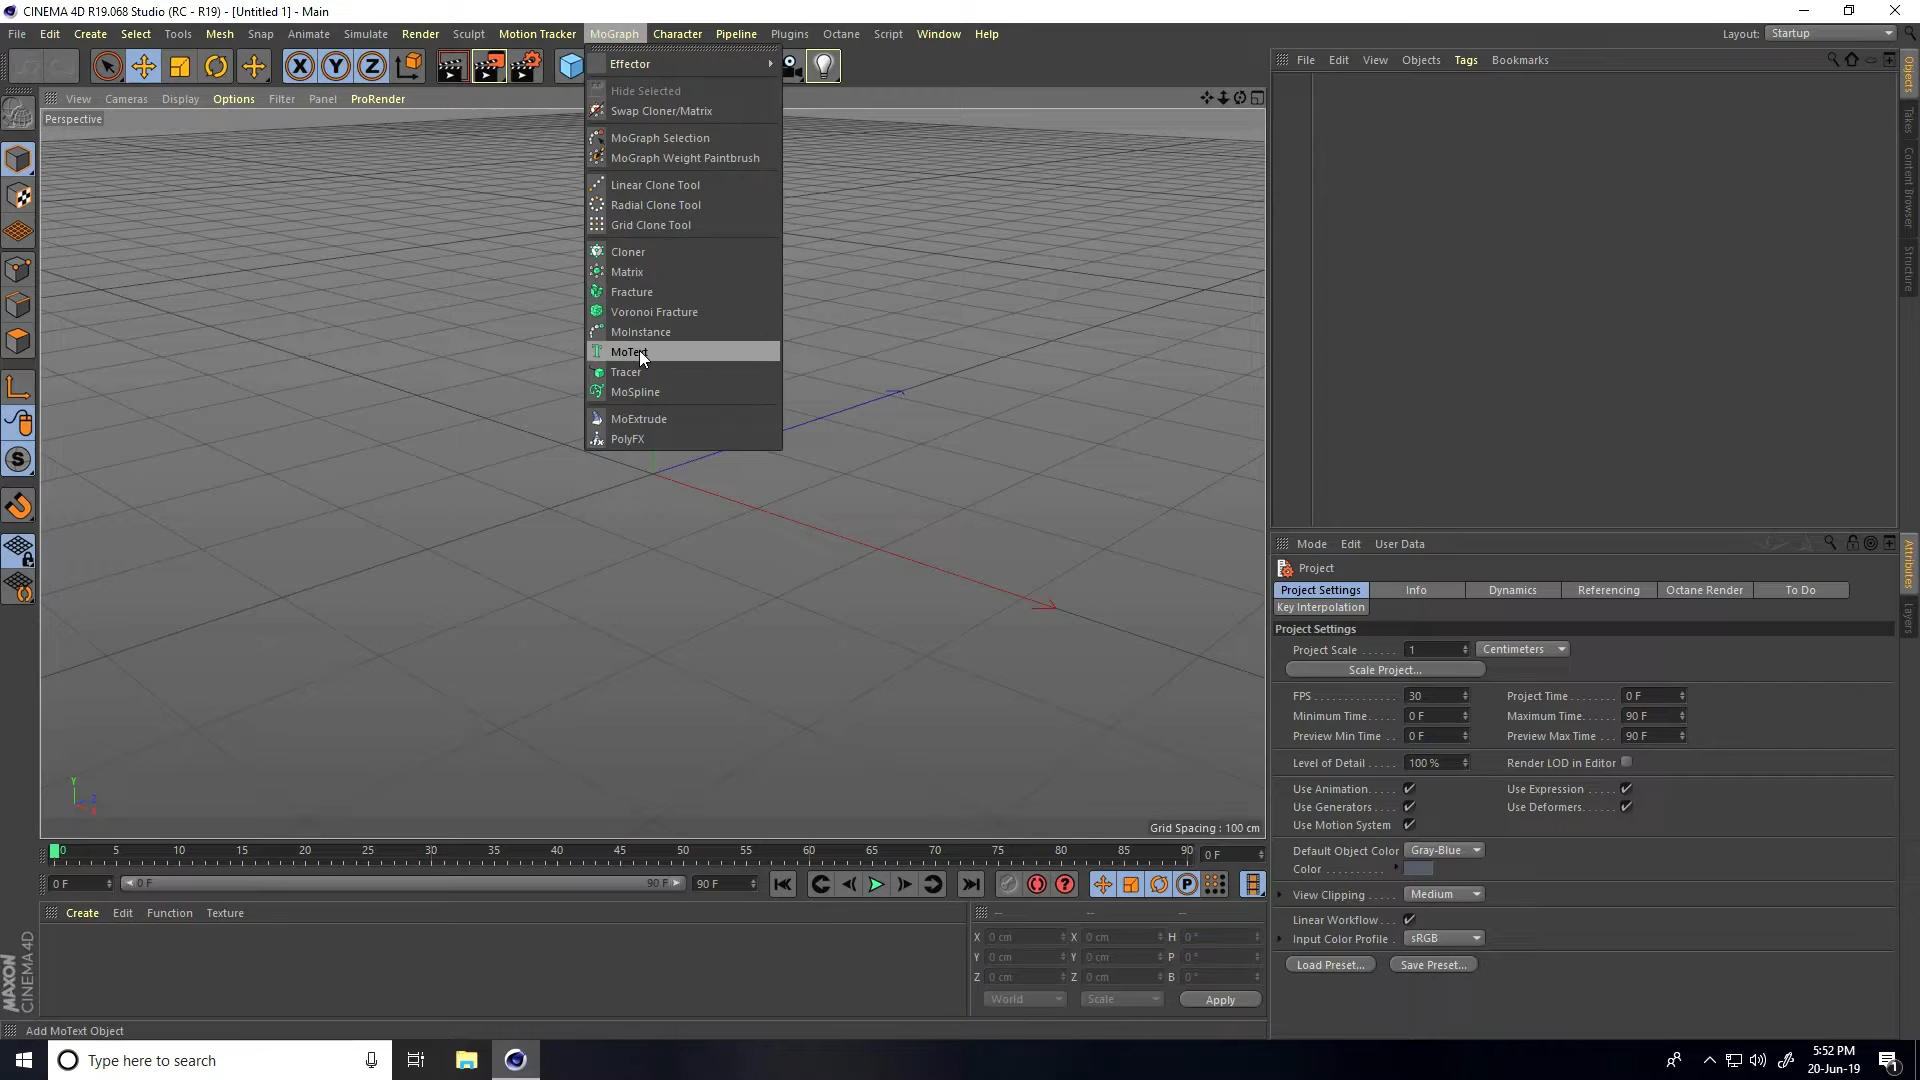 CINEMA 4D R19.068 Studio (RC - R19) - [Untitled 1] - Main
File Edit Create Select Tools Mesh Snap Animate Simulate Render Sculpt Motion Tracker MoGraph Character Pipeline Plugins Octane Script Window Help
Layout: Startup
X Y Z
File Edit View Objects Tags Bookmarks
View Cameras Display Options Filter Panel ProRender
Perspective
Effector
Hide Selected
Swap Cloner/Matrix
MoGraph Selection
MoGraph Weight Paintbrush
Linear Clone Tool
Radial Clone Tool
Grid Clone Tool
Cloner
Matrix
Fracture
Voronoi Fracture
MoInstance
MoText
Tracer
MoSpline
MoExtrude
PolyFX
S
Y
Z
X
Grid Spacing : 100 cm
Objects
Takes
Content Browser
Structure
Mode Edit User Data
Project
Project Settings Info Dynamics Referencing Octane Render To Do
Key Interpolation
Project Settings
Project Scale 1 Centimeters
Scale Project...
FPS 30 Project Time 0 F
Minimum Time 0 F Maximum Time 90 F
Preview Min Time 0 F Preview Max Time 90 F
Level of Detail 100 % Render LOD in Editor
Use Animation Use Expression
Use Generators Use Deformers
Use Motion System
Default Object Color Gray-Blue
Color
View Clipping Medium
Linear Workflow
Input Color Profile sRGB
Load Preset... Save Preset...
Attributes
Layers
0 5 10 15 20 25 30 35 40 45 50 55 60 65 70 75 80 85 90 0 F
0 F 0 F 90 F 90 F
P
Create Edit Function Texture
-- -- --
X 0 cm X 0 cm H 0 °
Y 0 cm Y 0 cm P 0 °
Z 0 cm Z 0 cm B 0 °
World Scale Apply
MAXON
CINEMA 4D
Add MoText Object
Type here to search
5:52 PM
20-Jun-19
1